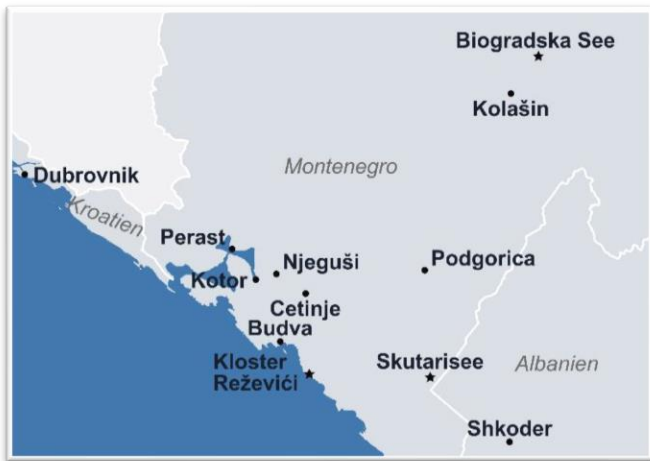 Biogradska See
Kolašin
Montenegro
Dubrovnik
Kroatien
Perast
Njeguši
Podgorica
Kotor
Cetinje
Budva
Kloster
Reževići
Skutarisee
Albanien
Shkoder